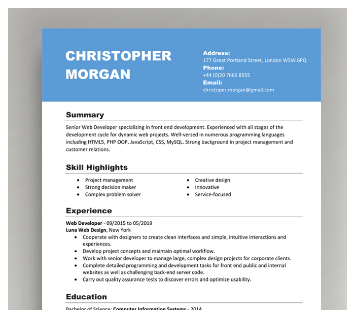 CHRISTOPHER
MORGAN
Address:
177 Great Portland Street, London W5W 6PQ
Phone:
+44 (0)20 7666 8555
Email:
christoper.morgan@gmail.com
Summary
Senior Web Developer specializing in front end development. Experienced with all stages of the
development cycle for dynamic web projects. Well-versed in numerous programming languages
including HTML5, PHP OOP, JavaScript, CSS, MySQL. Strong background in project management and
customer relations.
Skill Highlights
• Project management
• Strong decision maker
• Complex problem solver
• Creative design
• Innovative
• Service-focused
Experience
Web Developer - 09/2015 to 05/2019
Luna Web Design, New York
• Cooperate with designers to create clean interfaces and simple, intuitive interactions and
experiences.
• Develop project concepts and maintain optimal workflow.
• Work with senior developer to manage large, complex design projects for corporate clients.
• Complete detailed programming and development tasks for front end public and internal
websites as well as challenging back-end server code.
• Carry out quality assurance tests to discover errors and optimize usability.
Education
Bachelor of Science: Computer Information Systems - 2014